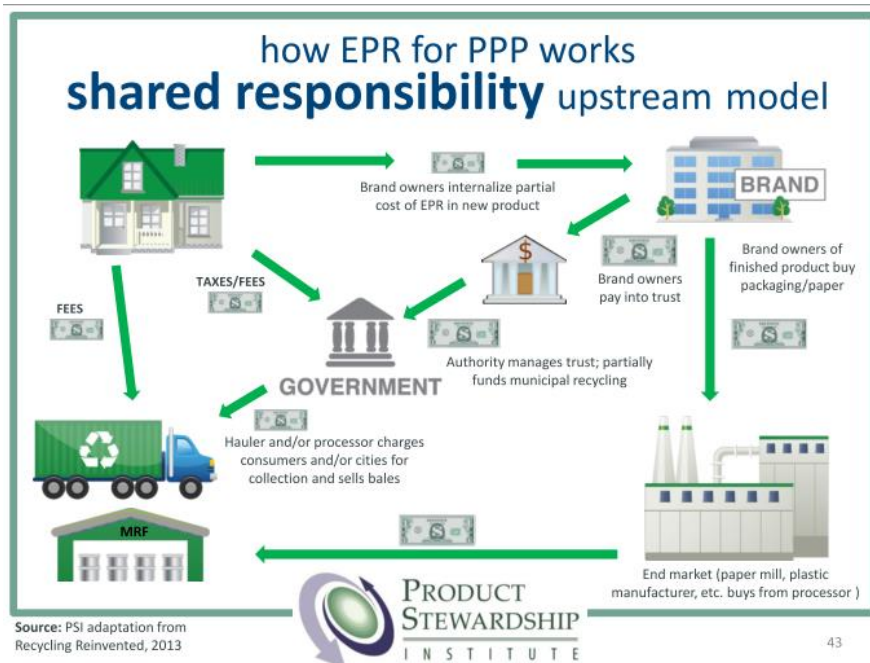 how EPR for PPP works
shared responsibility upstream model
Brand owners internalize partial
cost of EPR in new product
BRAND
$
FEES
TAXES/FEES
Brand owners
pay into trust
Brand owners of
finished product buy
packaging/paper
Authority manages trust; partially
funds municipal recycling
GOVERNMENT
Hauler and/or processor charges
consumers and/or cities for
collection and sells bales
MRF
End market (paper mill, plastic
manufacturer, etc. buys from processor )
PRODUCT
STEWARDSHIP
INSTITUTE
Source: PSI adaptation from
Recycling Reinvented, 2013
43